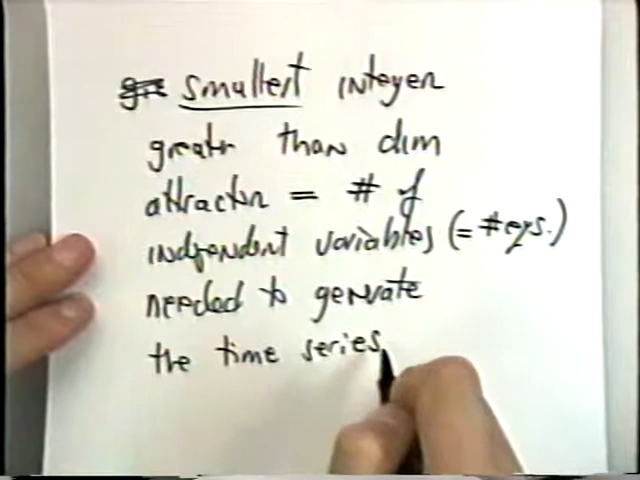 smallest integer
greater than dim
attractor = # of
independent variables (= # eqs.)
needed to generate
the time series